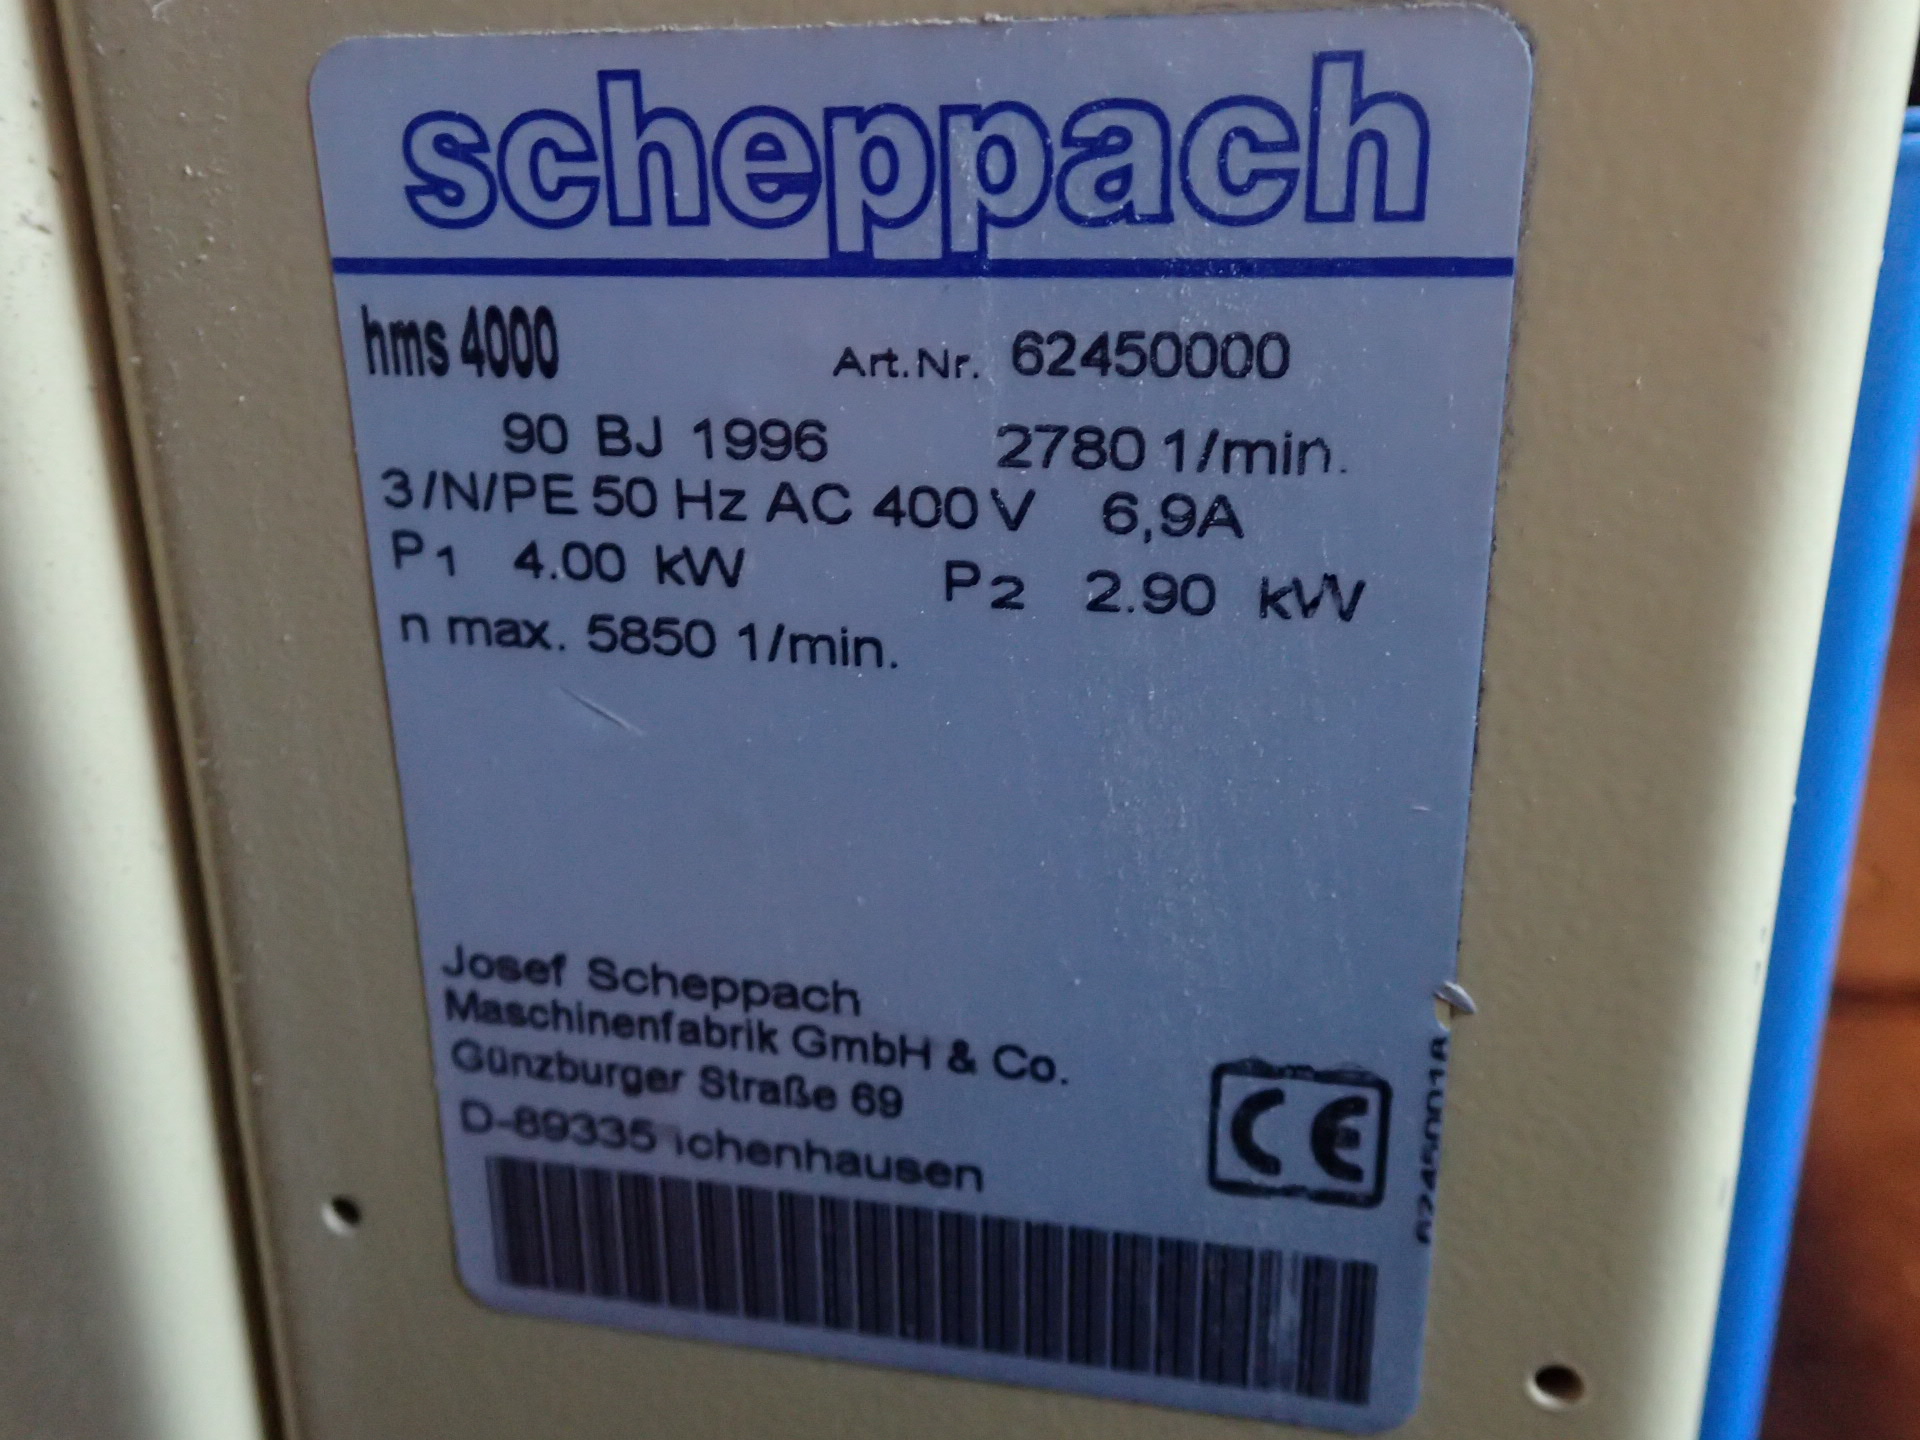 scheppach
hms 4000 Art.Nr. 62450000
90 BJ 1996 2780 1/min.
3/N/PE 50 Hz AC 400 V 6,9A
P1 4.00 kW P2 2.90 kW
n max. 5850 1/min.
Josef Scheppach
Maschinenfabrik GmbH & Co.
Günzburger Straße 69
D-89335 Ichenhausen
CE